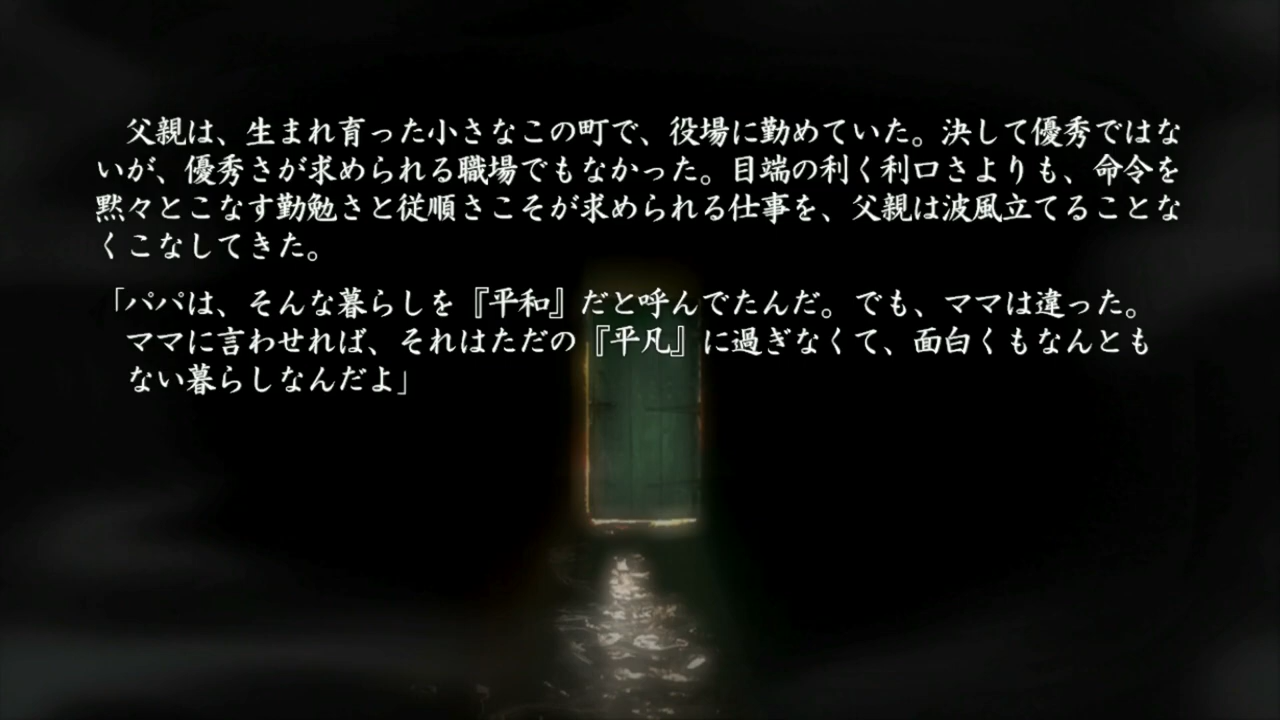 父親は、生まれ育った小さなこの町で、役場に勤めていた。決して優秀ではな
いが、優秀さが求められる職場でもなかった。目端の利く利口さよりも、命令を
黙々とこなす勤勉さと従順さこそが求められる仕事を、父親は波風立てることな
くこなしてきた。
「パパは、そんな暮らしを『平和』だと呼んでたんだ。でも、ママは違った。
ママに言わせれば、それはただの『平凡』に過ぎなくて、面白くもなんとも
ない暮らしなんだよ」